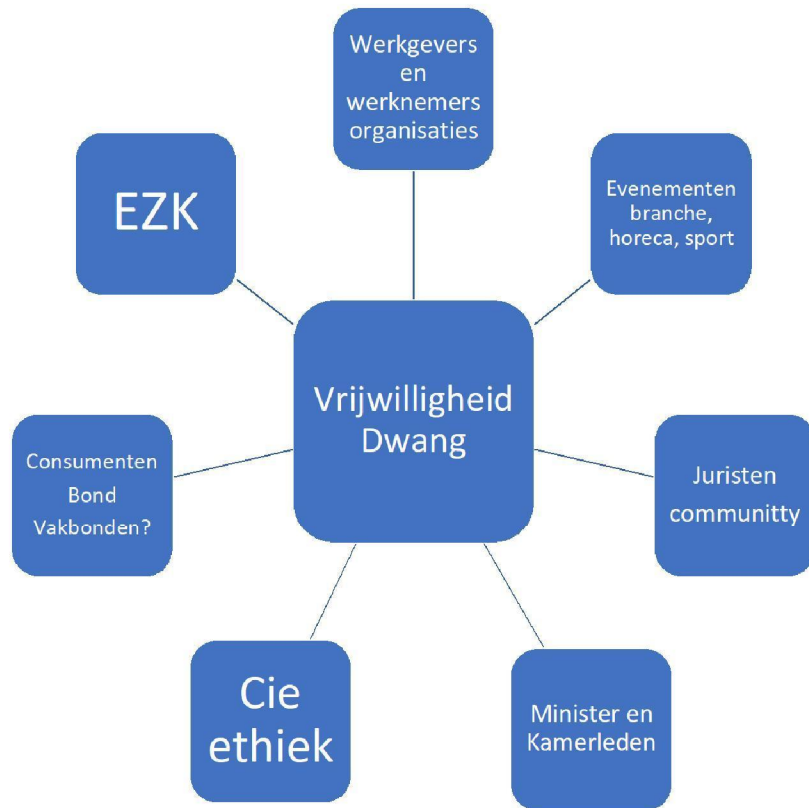 Werkgevers
en
werknemers
organisaties
EZK
Evenementen
branche,
horeca, sport
Vrijwilligheid
Dwang
Consumenten
Bond
Vakbonden?
Juristen
communitty
Cie
ethiek
Minister en
Kamerleden